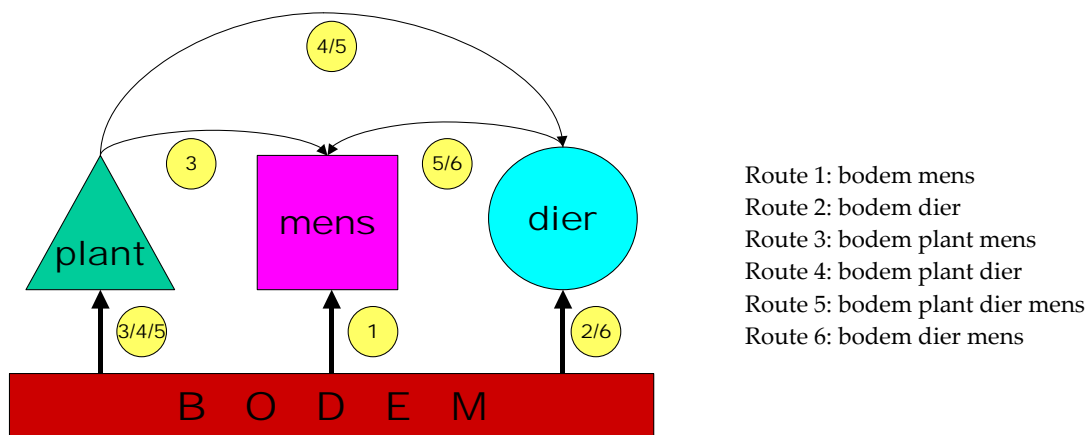 4/5
3
5/6
plant
mens
dier
3/4/5
1
2/6
B O D E M
Route 1: bodem mens
Route 2: bodem dier
Route 3: bodem plant mens
Route 4: bodem plant dier
Route 5: bodem plant dier mens
Route 6: bodem dier mens